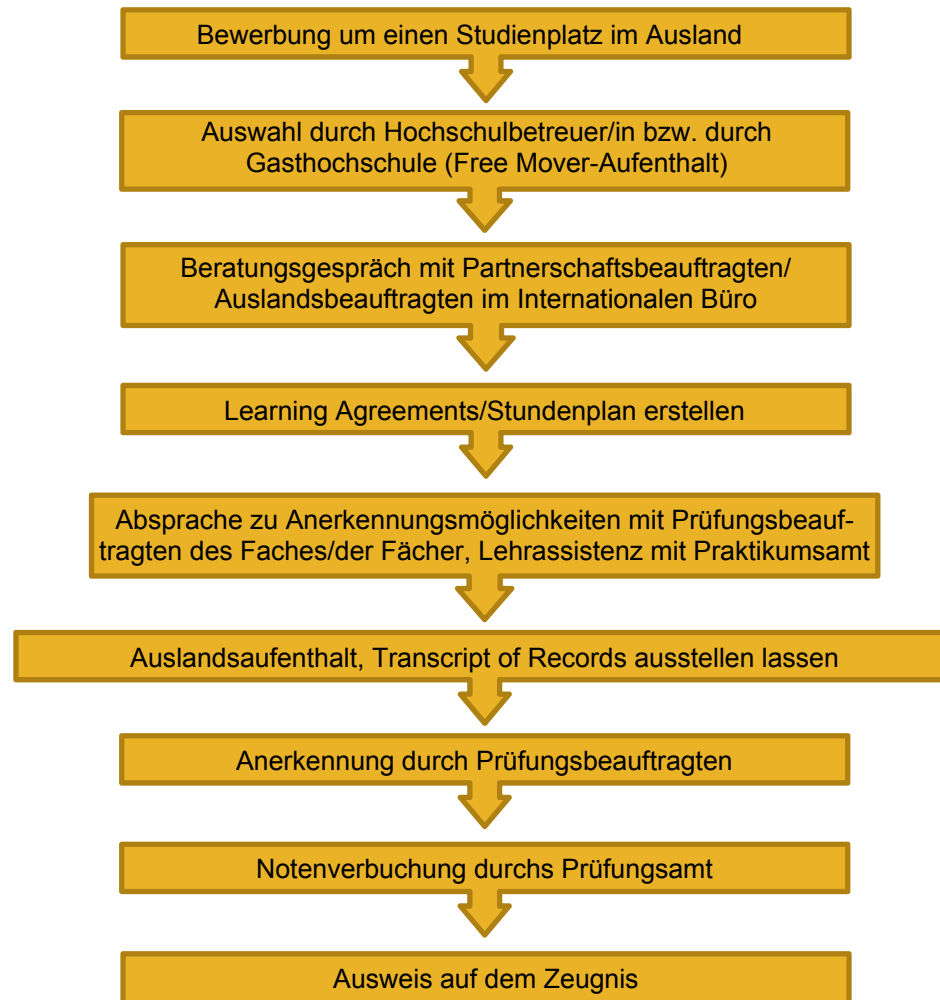 Bewerbung um einen Studienplatz im Ausland
Auswahl durch Hochschulbetreuer/in bzw. durch
Gasthochschule (Free Mover-Aufenthalt)
Beratungsgespräch mit Partnerschaftsbeauftragten/
Auslandsbeauftragten im Internationalen Büro
Learning Agreements/Stundenplan erstellen
Absprache zu Anerkennungsmöglichkeiten mit Prüfungsbeauf-
tragten des Faches/der Fächer, Lehrassistenz mit Praktikumsamt
Auslandsaufenthalt, Transcript of Records ausstellen lassen
Anerkennung durch Prüfungsbeauftragten
Notenverbuchung durchs Prüfungsamt
Ausweis auf dem Zeugnis